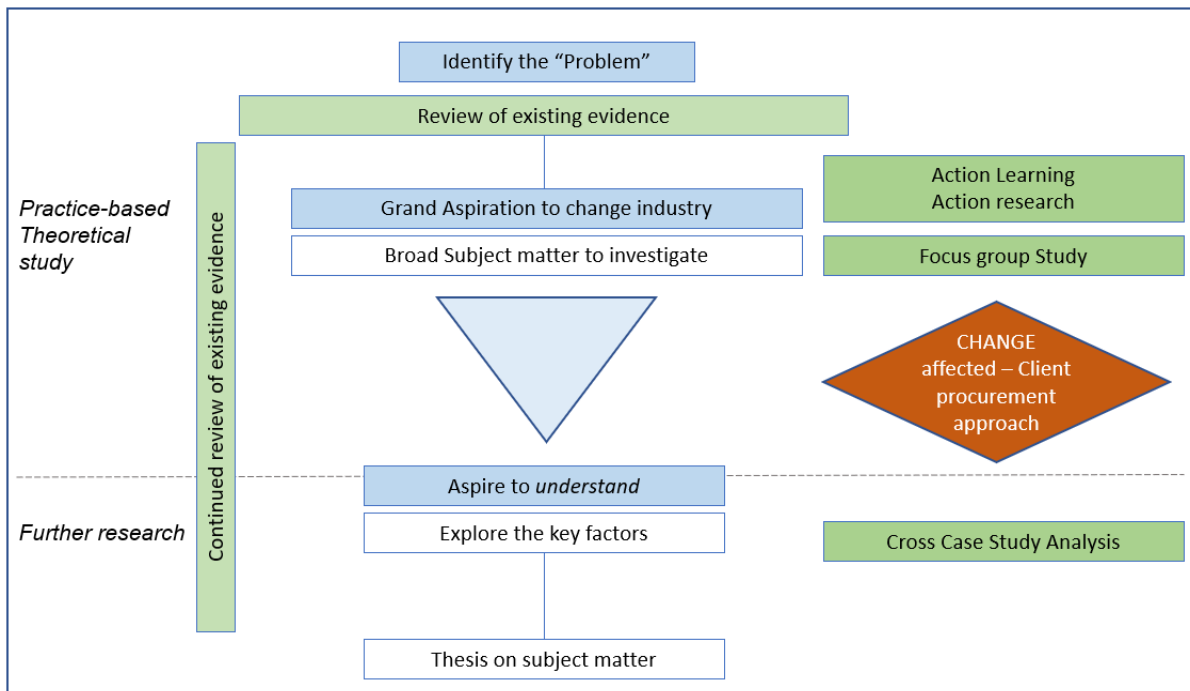 Identify the “Problem”
Review of existing evidence
Practice-based
Theoretical
study
Continued review of existing evidence
Grand Aspiration to change industry
Broad Subject matter to investigate
Action Learning
Action research
Focus group Study
CHANGE
affected – Client
procurement
approach
Aspire to understand
Further research
Explore the key factors
Cross Case Study Analysis
Thesis on subject matter